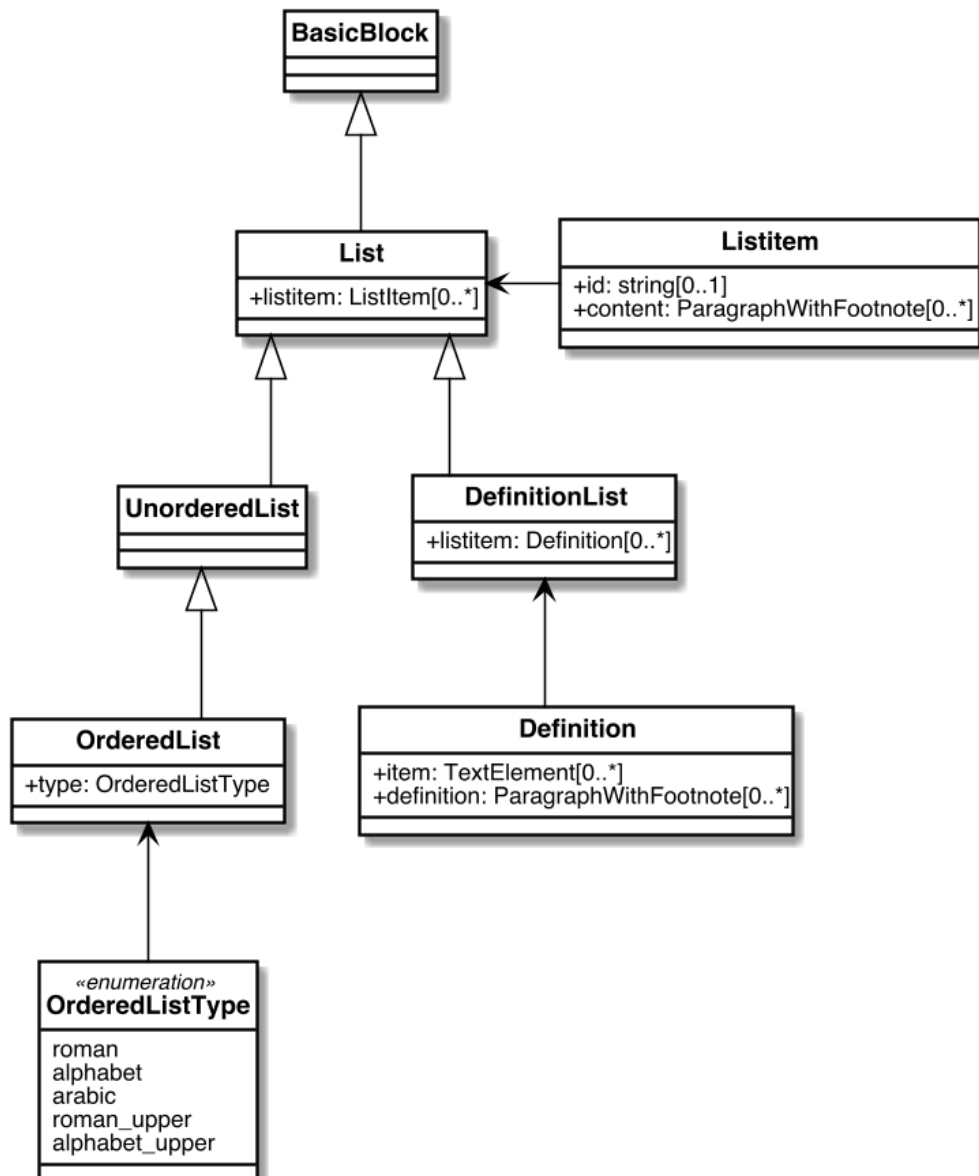 BasicBlock
List
+listitem: ListItem[0..*]
Listitem
+id: string[0..1]
+content: ParagraphWithFootnote[0..*]
UnorderedList
DefinitionList
+listitem: Definition[0..*]
OrderedList
+type: OrderedListType
Definition
+item: TextElement[0..*]
+definition: ParagraphWithFootnote[0..*]
«enumeration»
OrderedListType
roman
alphabet
arabic
roman_upper
alphabet_upper